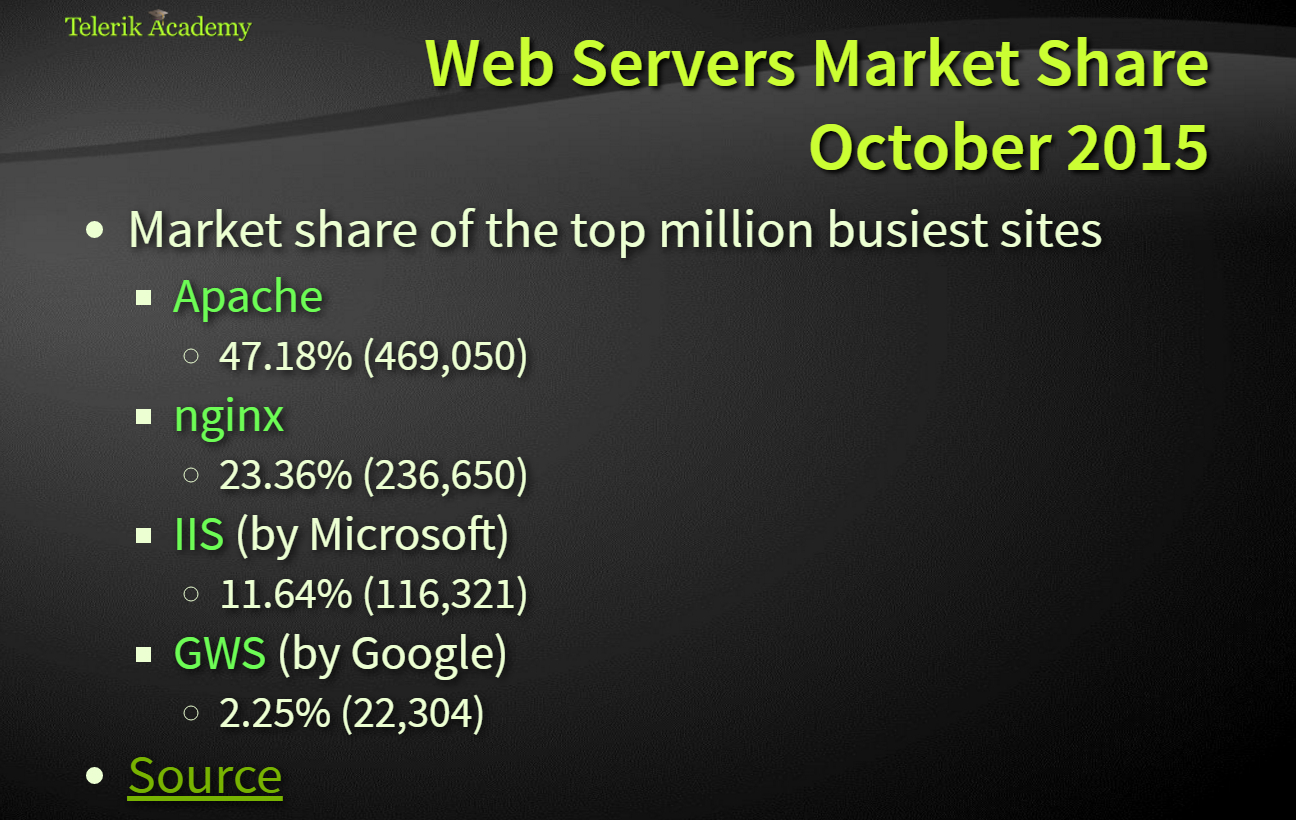 Telerik Academy
Web Servers Market Share
October 2015
Market share of the top million busiest sites
Apache
47.18% (469,050)
nginx
23.36% (236,650)
IIS (by Microsoft)
11.64% (116,321)
GWS (by Google)
2.25% (22,304)
Source